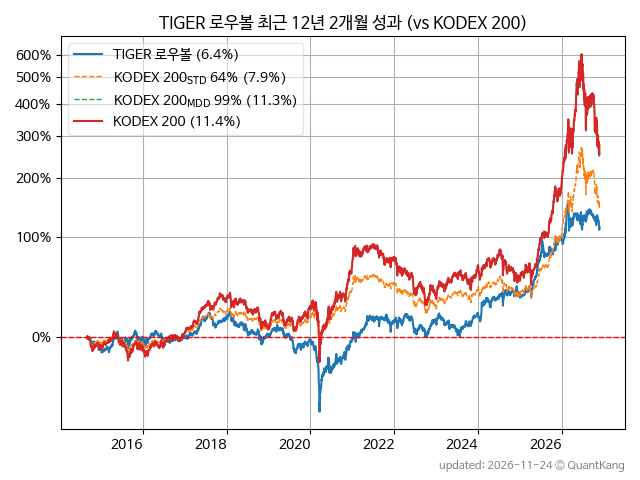 TIGER 로우볼 최근 12년 2개월 성과 (vs KODEX 200)
TIGER 로우볼 (6.4%)
KODEX 200STD 64% (7.9%)
KODEX 200MDD 99% (11.3%)
KODEX 200 (11.4%)
600%
500%
400%
300%
200%
100%
0%
2016 2018 2020 2022 2024 2026
updated: 2026-11-24 © QuantKang